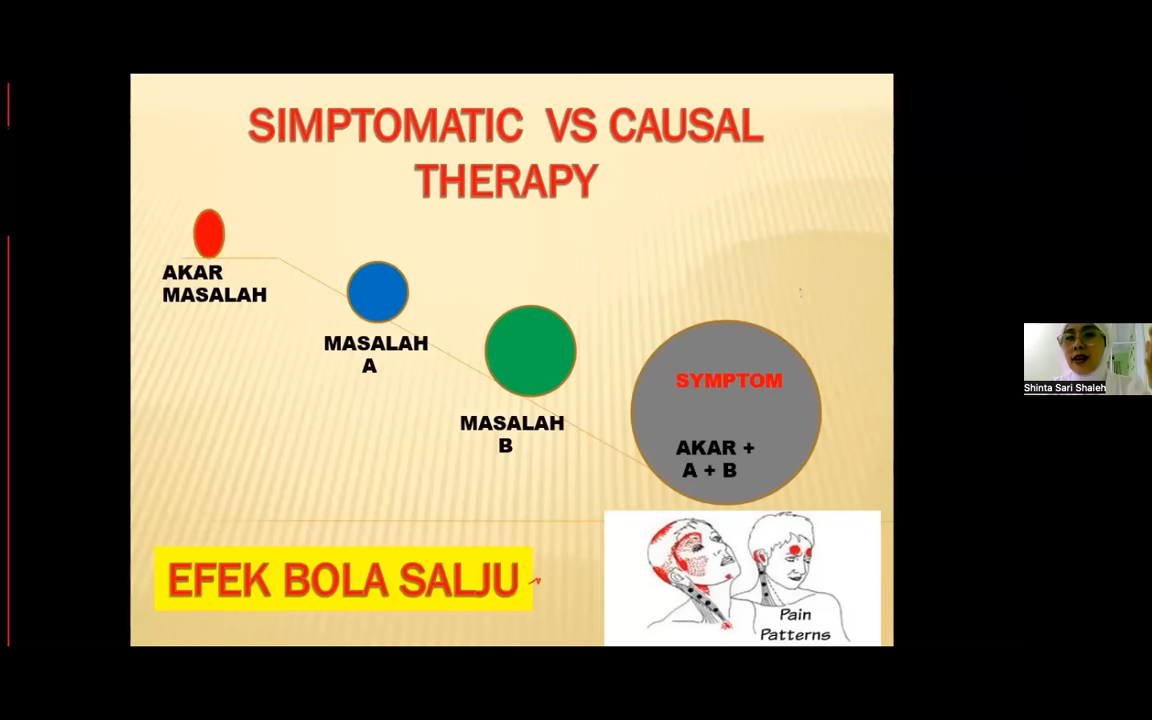 SIMPTOMATIC VS CAUSAL
THERAPY
AKAR
MASALAH
MASALAH
A
MASALAH
B
SYMPTOM
AKAR +
A + B
EFEK BOLA SALJU
Pain
Patterns
Shinta Sari Shaleh